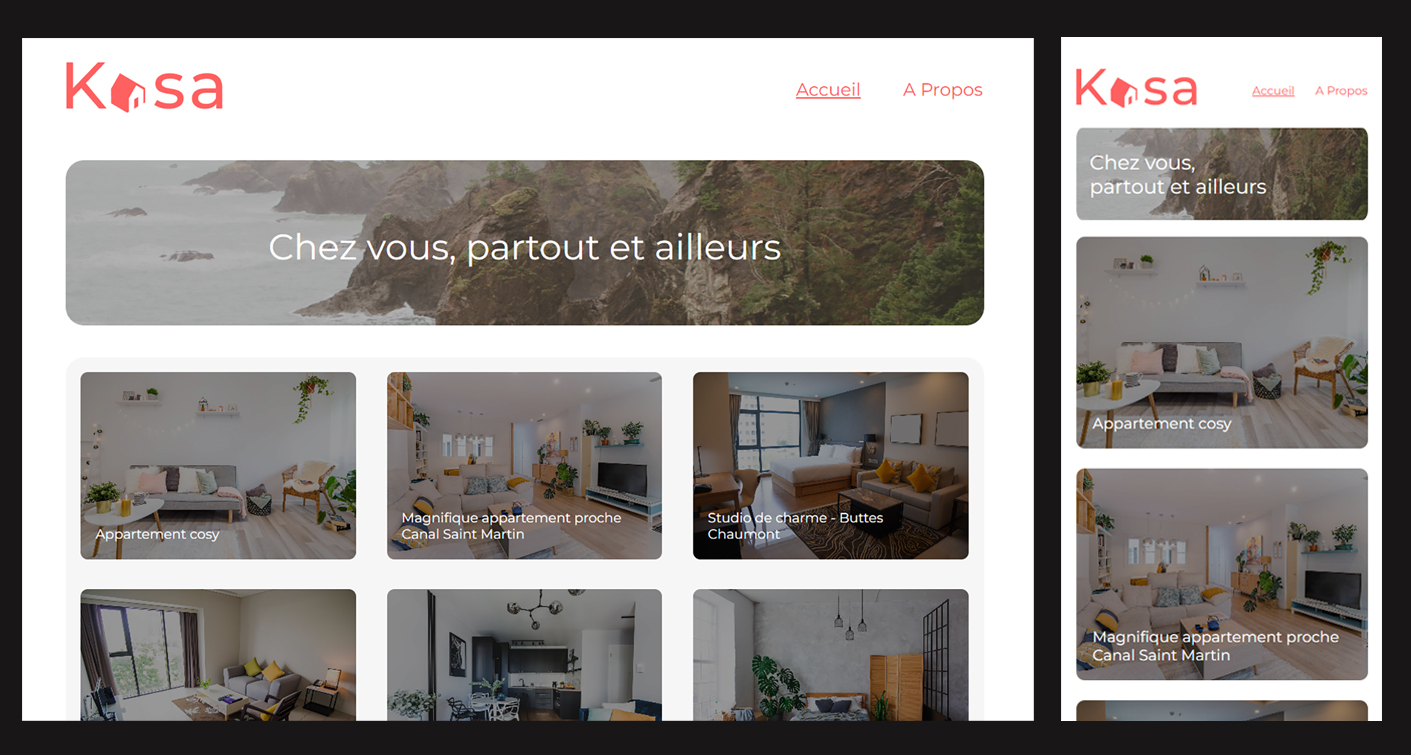 Kasa
Accueil
A Propos
Chez vous, partout et ailleurs
Appartement cosy
Magnifique appartement proche
Canal Saint Martin
Studio de charme - Buttes
Chaumont
Kasa
Accueil
A Propos
Chez vous,
partout et ailleurs
Appartement cosy
Magnifique appartement proche
Canal Saint Martin